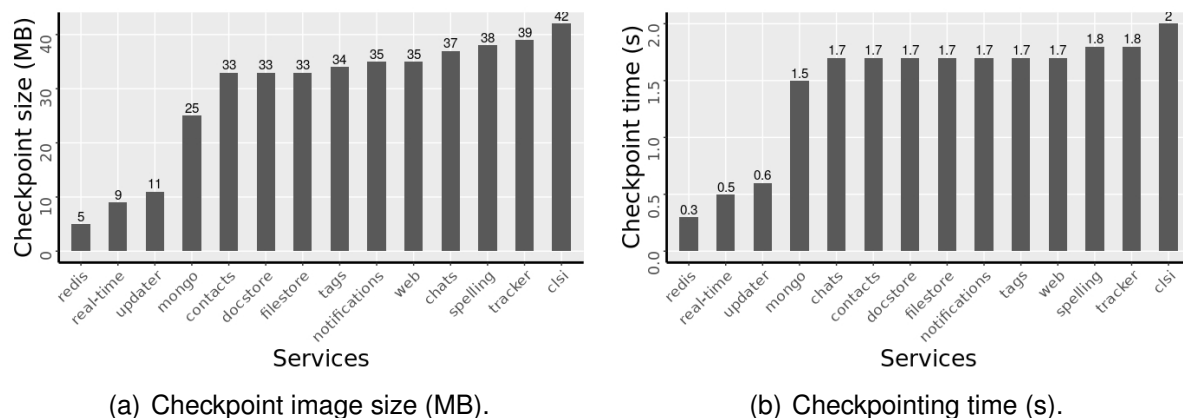 Checkpoint size (MB)
40
30
20
10
0
5
9
11
25
33
33
33
34
35
35
37
38
39
42
redis
real-time
updater
mongo
contacts
docstore
filestore
tags
notifications
web
chats
spelling
tracker
clsi
Services
(a) Checkpoint image size (MB).
Checkpoint time (s)
2.0
1.5
1.0
0.5
0.0
0.3
0.5
0.6
1.5
1.7
1.7
1.7
1.7
1.7
1.7
1.7
1.8
1.8
2
redis
real-time
updater
mongo
chats
contacts
docstore
filestore
notifications
tags
web
spelling
tracker
clsi
Services
(b) Checkpointing time (s).